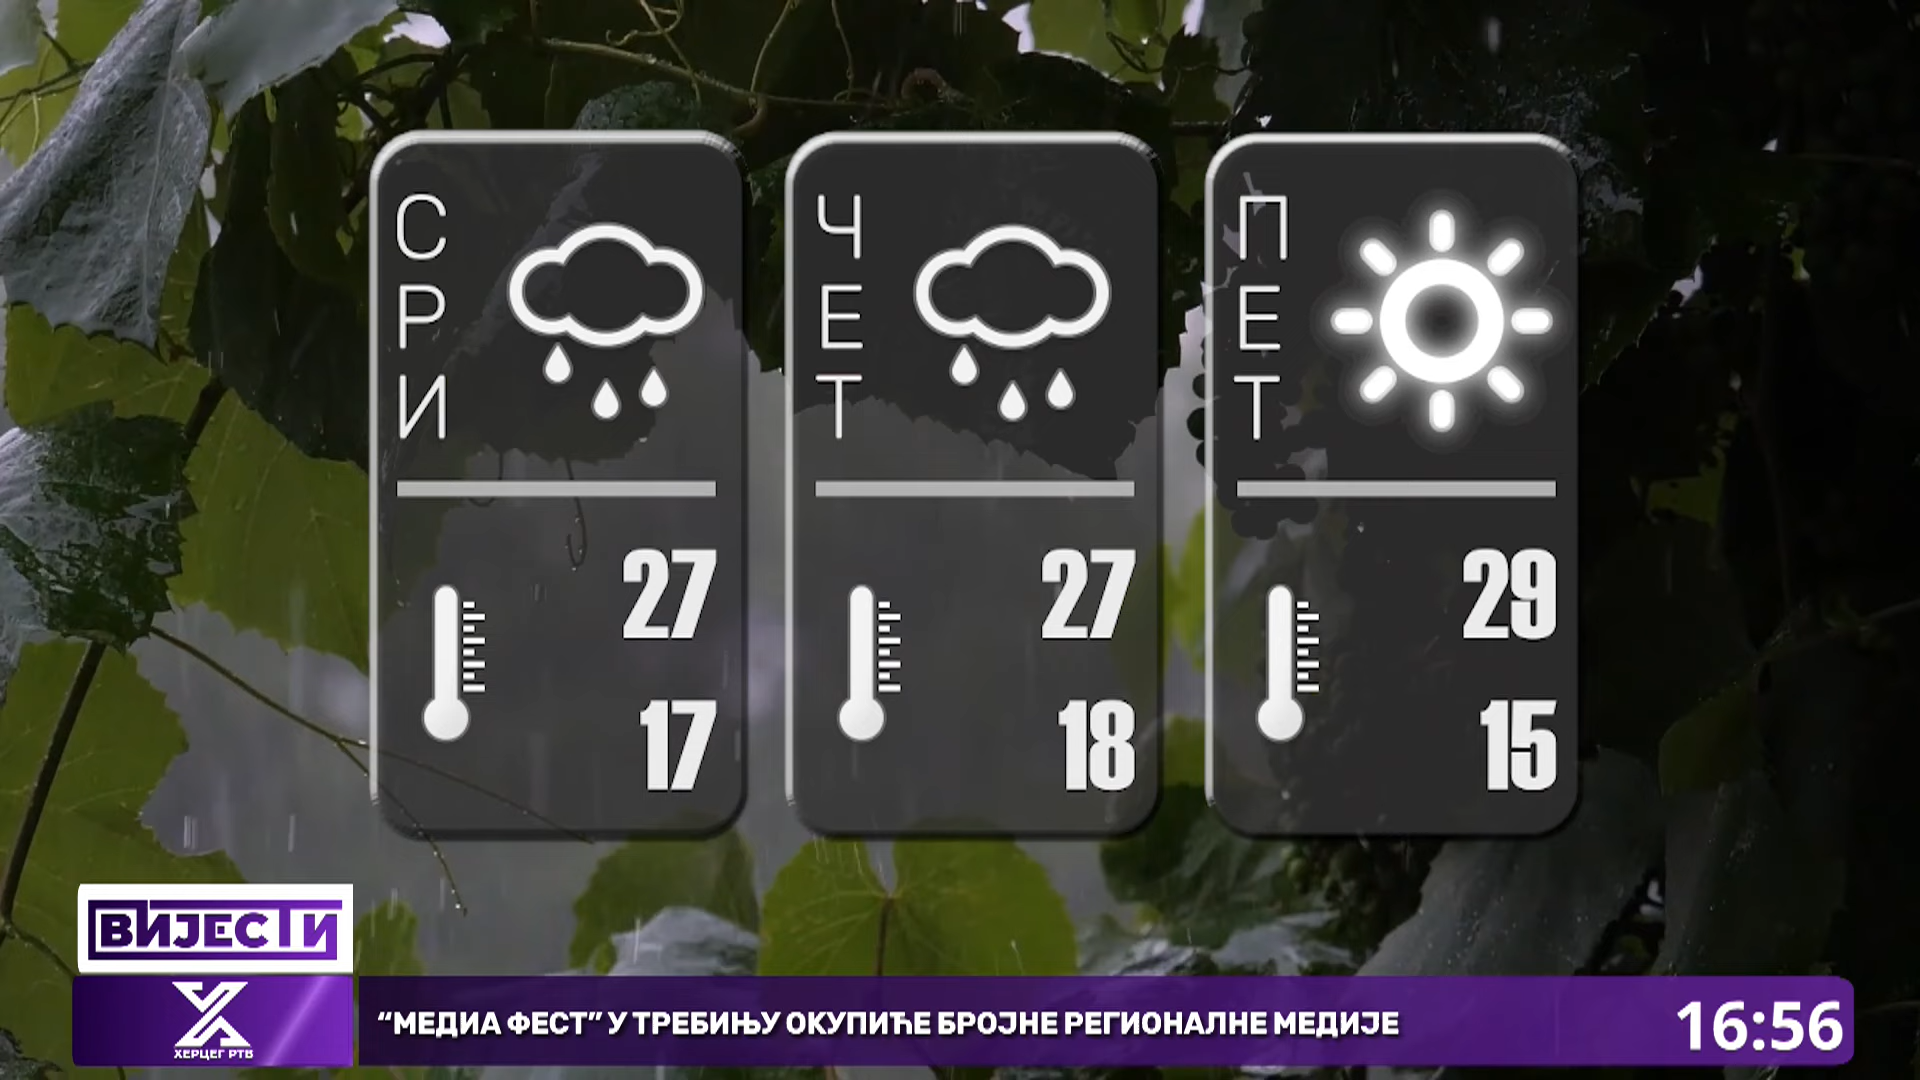 СРИ
27
17
ЧЕТ
27
18
ПЕТ
29
15
ВИЈЕСТИ
ХЕРЦЕГ РТВ
“МЕДИА ФЕСТ” У ТРЕБИЊУ ОКУПИЋЕ БРОЈНЕ РЕГИОНАЛНЕ МЕДИЈЕ
16:56